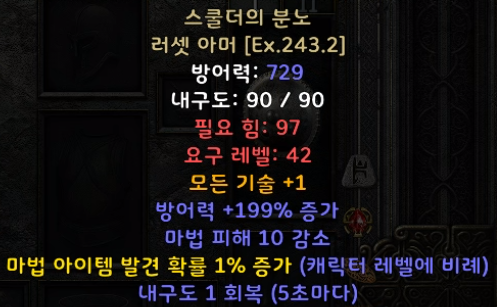 스쿨더의 분노
러셋 아머 [Ex.243.2]
방어력: 729
내구도: 90 / 90
필요 힘: 97
요구 레벨: 42
모든 기술 +1
방어력 +199% 증가
마법 피해 10 감소
마법 아이템 발견 확률 1% 증가 (캐릭터 레벨에 비례)
내구도 1 회복 (5초마다)